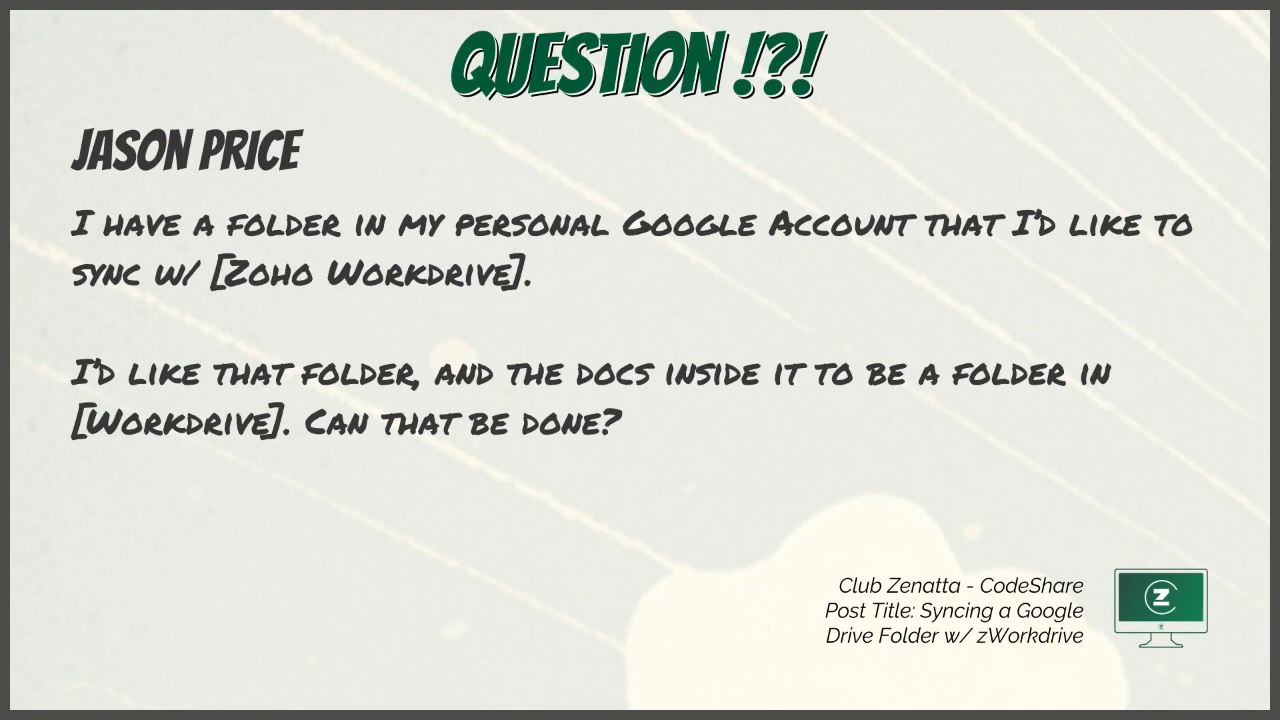 QUESTION !?!
JASON PRICE
I HAVE A FOLDER IN MY PERSONAL GOOGLE ACCOUNT THAT I'D LIKE TO
SYNC W/ [ZOHO WORKDRIVE].
I'D LIKE THAT FOLDER, AND THE DOCS INSIDE IT TO BE A FOLDER IN
[WORKDRIVE]. CAN THAT BE DONE?
Club Zenatta - CodeShare
Post Title: Syncing a Google
Drive Folder w/ zWorkdrive
Z